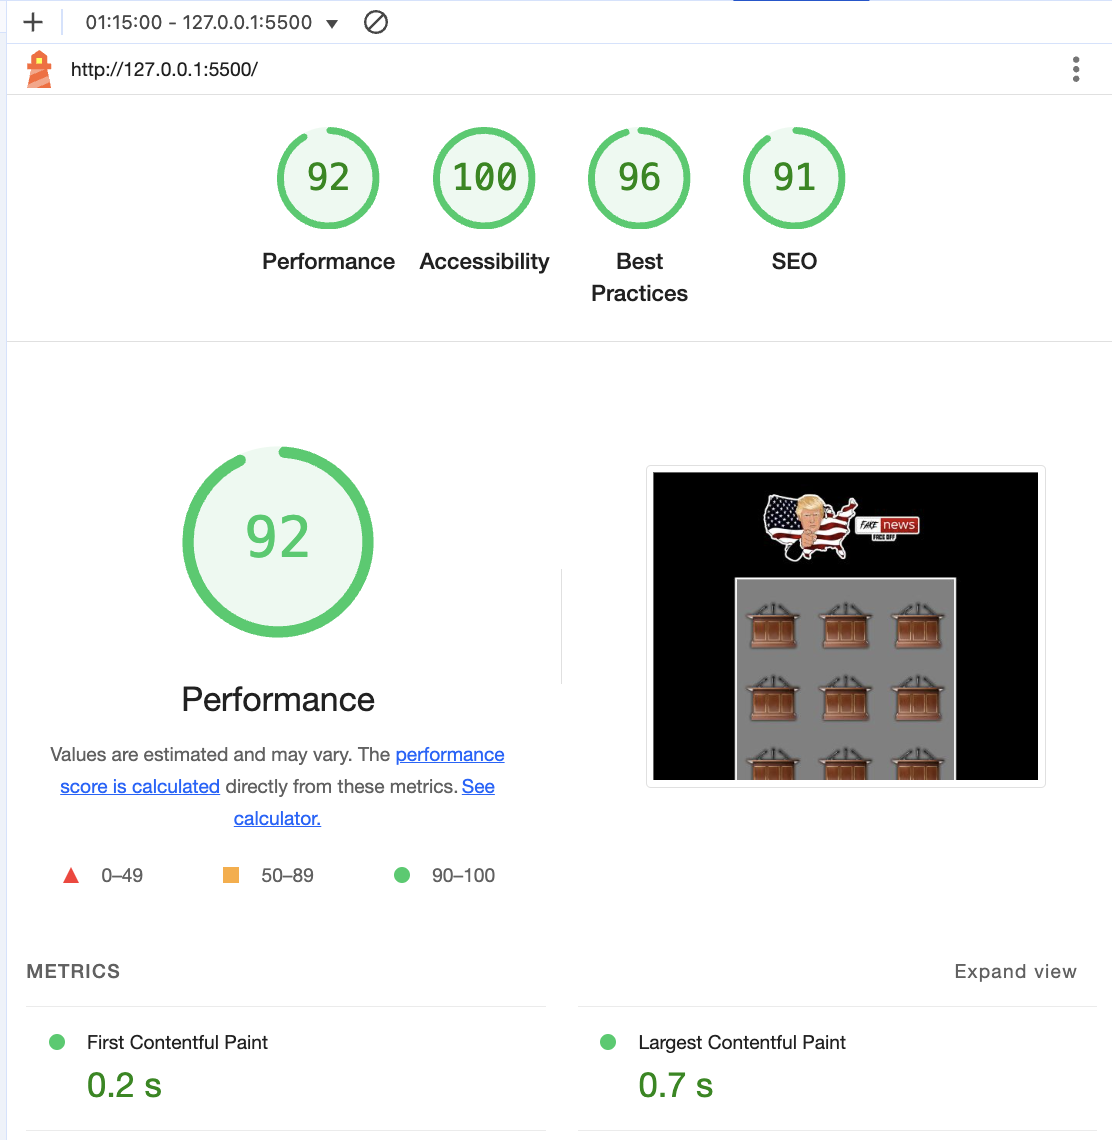 01:15:00 - 127.0.0.1:5500
http://127.0.0.1:5500/
92
100
96
91
Performance
Accessibility
Best
Practices
SEO
92
Performance
Values are estimated and may vary. The performance
score is calculated directly from these metrics. See
calculator.
0–49
50–89
90–100
FAKE news
FACE OFF
METRICS
Expand view
First Contentful Paint
0.2 s
Largest Contentful Paint
0.7 s